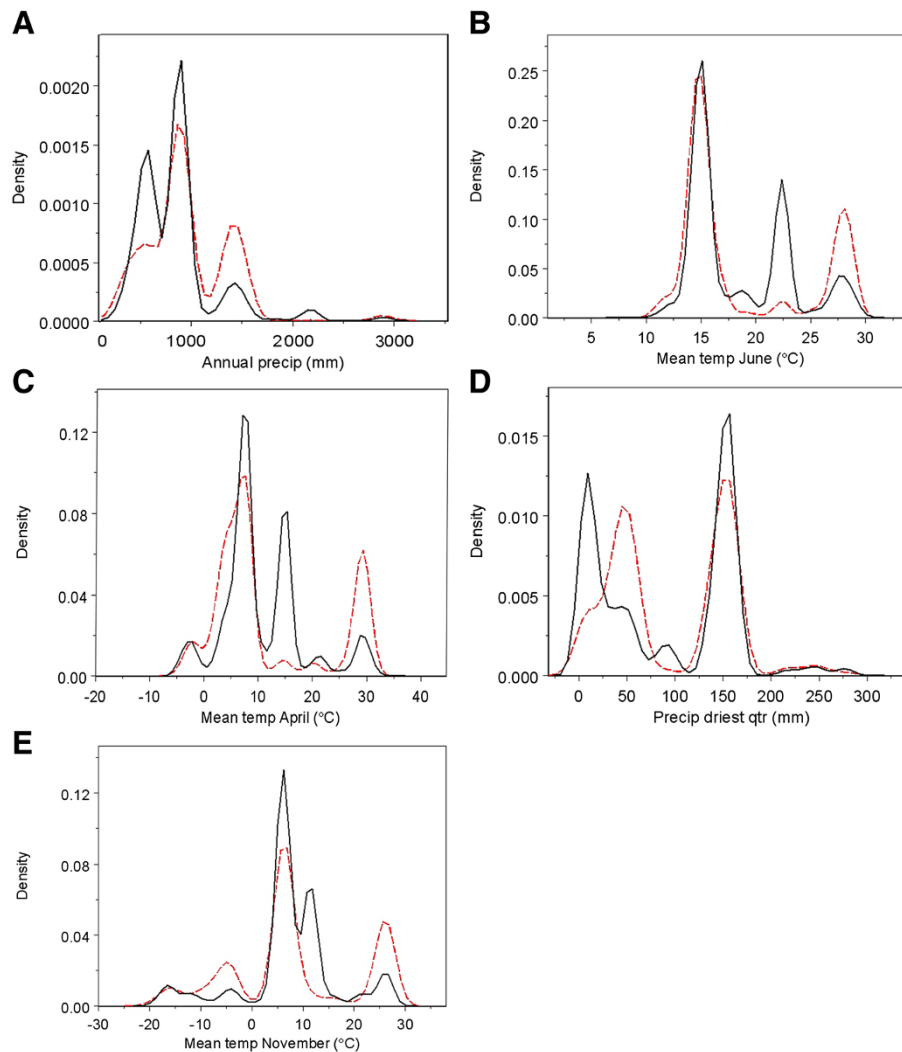 A
Density
0.0020
0.0015
0.0010
0.0005
0.0000
0 1000 2000 3000
Annual precip (mm)
B
Density
0.25
0.20
0.15
0.10
0.05
0.00
5 10 15 20 25 30
Mean temp June (°C)
C
Density
0.12
0.08
0.04
0.00
-20 -10 0 10 20 30 40
Mean temp April (°C)
D
Density
0.015
0.010
0.005
0.000
0 50 100 150 200 250 300
Precip driest qtr (mm)
E
Density
0.12
0.08
0.04
0.00
-30 -20 -10 0 10 20 30
Mean temp November (°C)